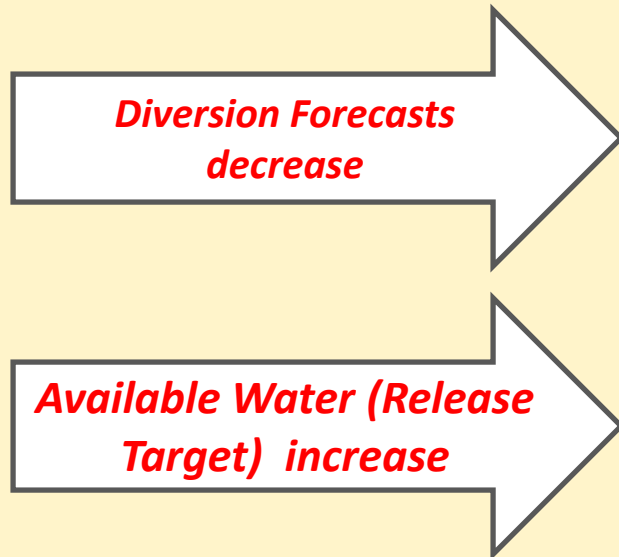 Diversion Forecasts
decrease
Available Water (Release
Target)  increase